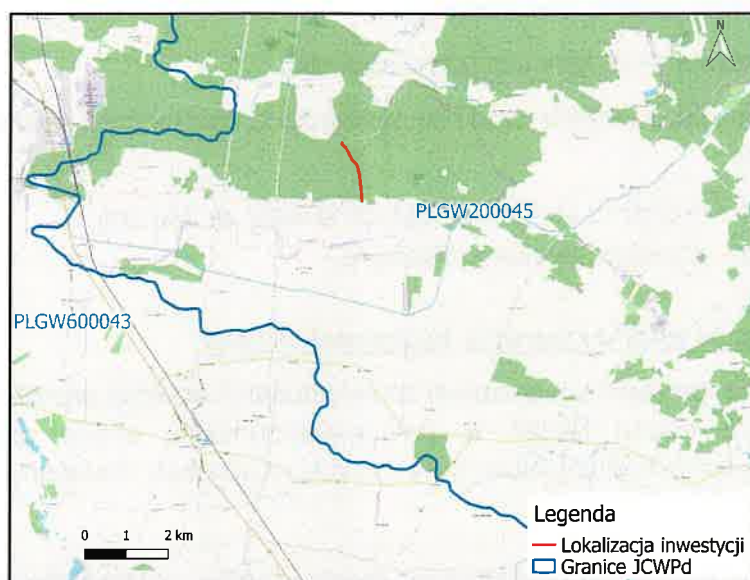 N
PLGW200045
PLGW600043
0 1 2 km
Legenda
Lokalizacja inwestycji
Granice JCWPd